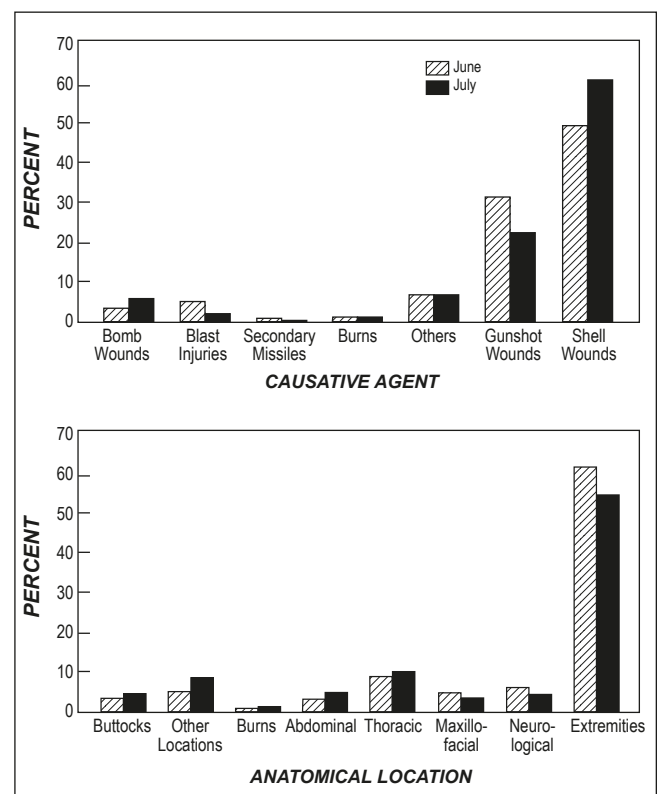 70
60
50
40
30
20
10
0
PERCENT
June
July
Bomb Wounds
Blast Injuries
Secondary Missiles
Burns
Others
Gunshot Wounds
Shell Wounds
CAUSATIVE AGENT
70
60
50
40
30
20
10
0
PERCENT
Buttocks
Other Locations
Burns
Abdominal
Thoracic
Maxillo-
facial
Neuro-
logical
Extremities
ANATOMICAL LOCATION